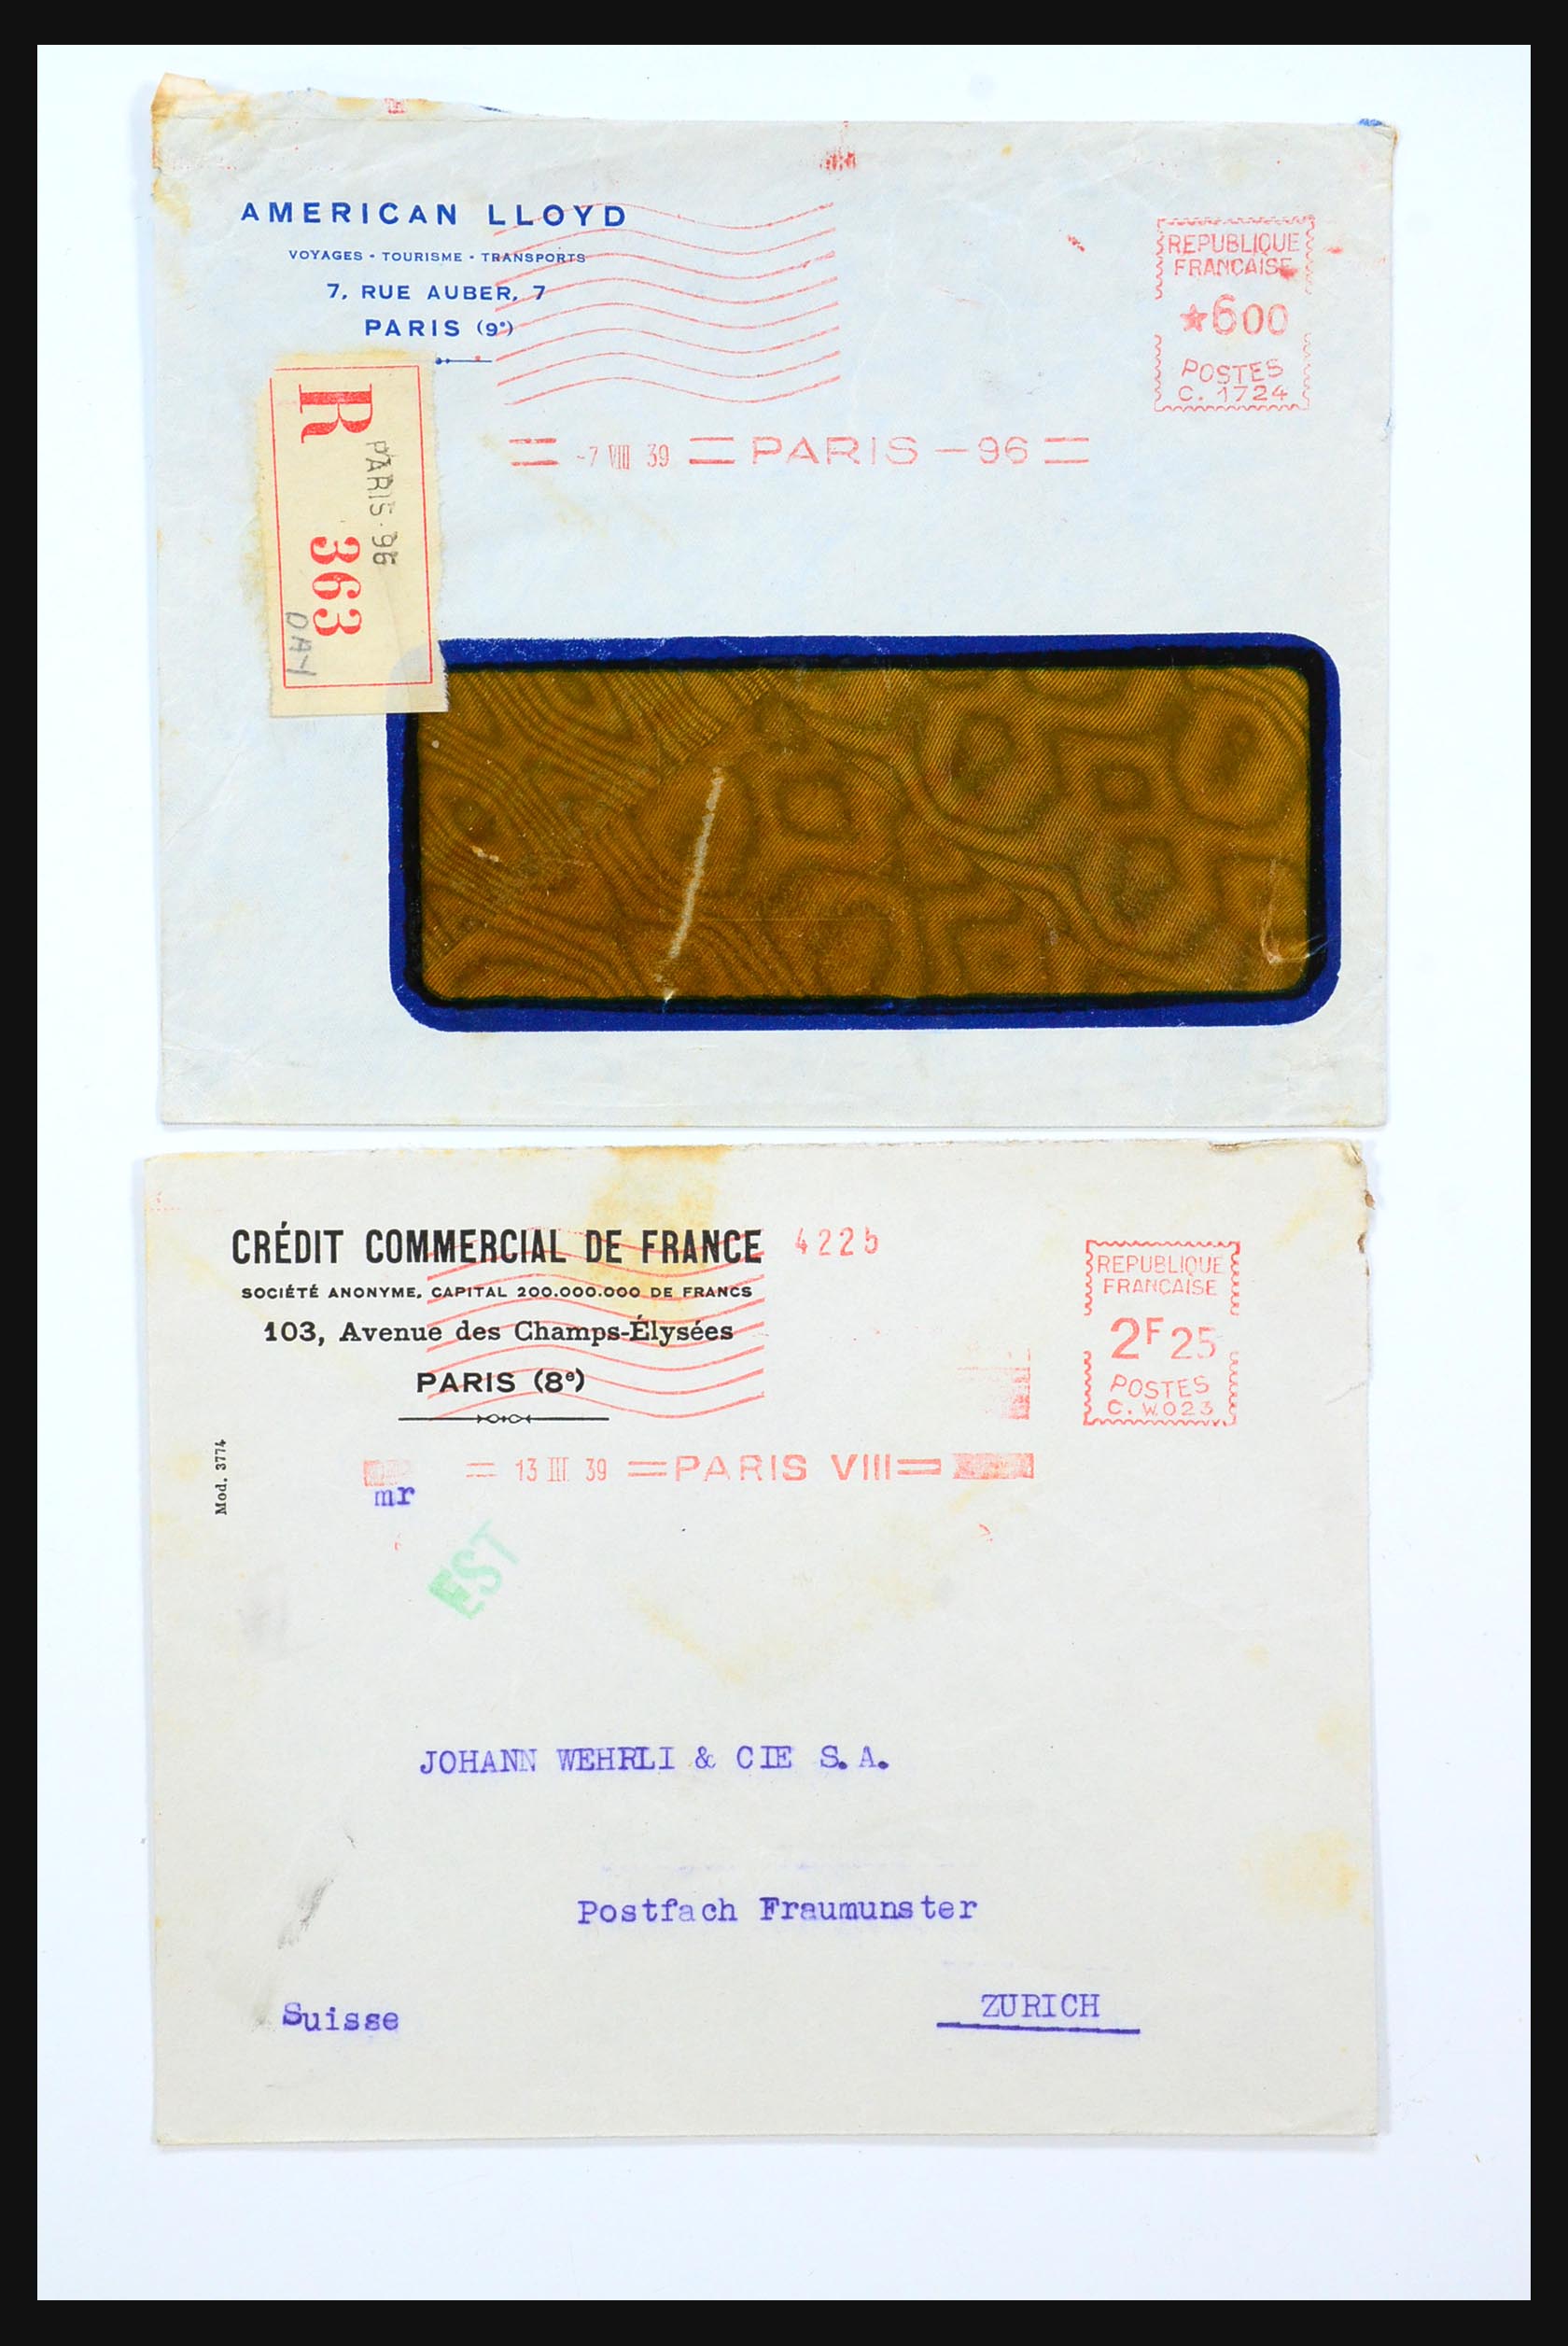 AMERICAN LLOYD
VOYAGES - TOURISME - TRANSPORTS
7, RUE AUBER, 7
PARIS (9e)
REPUBLIQUE
FRANCAISE
★600
POSTES
C. 1724
-7 VIII 39 PARIS - 96
R
PARIS-96
363
CRÉDIT COMMERCIAL DE FRANCE
SOCIÉTÉ ANONYME, CAPITAL 200.000.000 DE FRANCS
103, Avenue des Champs-Élysées
PARIS (8e)
4225
REPUBLIQUE
FRANCAISE
2F25
POSTES
C. W.023
13 III 39 PARIS VIII
Mod. 3774
mr
EST
JOHANN WEHRLI & CIE S.A.
Postfach Fraumunster
Suisse
ZURICH